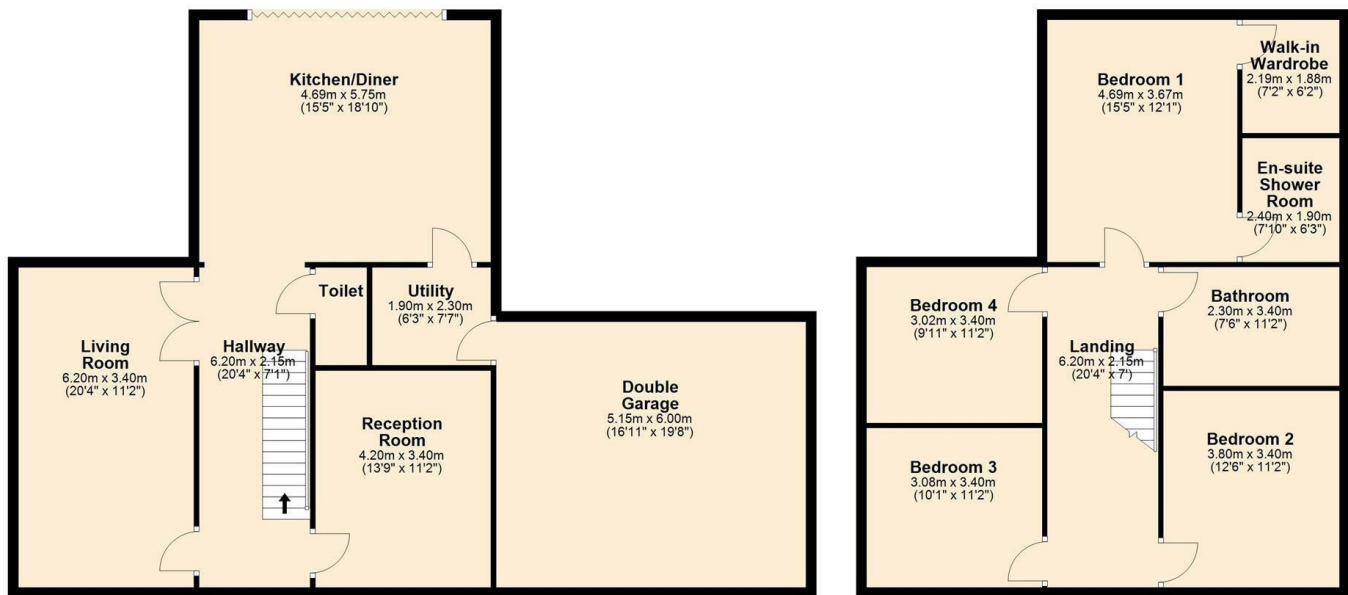 Kitchen/Diner
4.69m x 5.75m
(15'5" x 18'10")
Toilet
Utility
1.90m x 2.30m
(6'3" x 7'7")
Living
Room
6.20m x 3.40m
(20'4" x 11'2")
Hallway
6.20m x 2.15m
(20'4" x 7'1")
Reception
Room
4.20m x 3.40m
(13'9" x 11'2")
Double
Garage
5.15m x 6.00m
(16'11" x 19'8")
Bedroom 1
4.69m x 3.67m
(15'5" x 12'1")
Walk-in
Wardrobe
2.19m x 1.88m
(7'2" x 6'2")
En-suite
Shower
Room
2.40m x 1.90m
(7'10" x 6'3")
Bedroom 4
3.02m x 3.40m
(9'11" x 11'2")
Landing
6.20m x 2.15m
(20'4" x 7')
Bathroom
2.30m x 3.40m
(7'6" x 11'2")
Bedroom 3
3.08m x 3.40m
(10'1" x 11'2")
Bedroom 2
3.80m x 3.40m
(12'6" x 11'2")